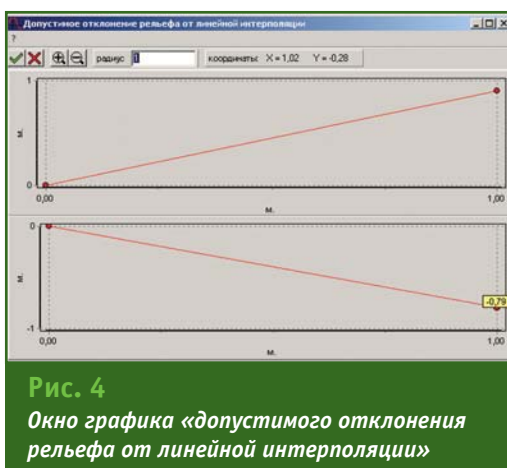 Допустимое отклонение рельефа от линейной интерполяции
?
радиус 1 координаты: X = 1,02 Y = -0,28
1
м.
0
0,00 1,00
м.
0
м.
-0,79
-1
0,00 1,00
м.
Рис. 4
Окно графика «допустимого отклонения
рельефа от линейной интерполяции»